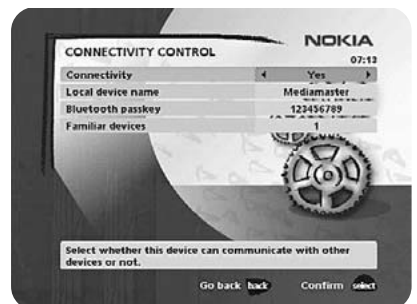 NOKIA
CONNECTIVITY CONTROL
07:13
Connectivity Yes
Local device name Mediamaster
Bluetooth passkey 123456789
Familiar devices 1
Select whether this device can communicate with other
devices or not.
Go back back Confirm select